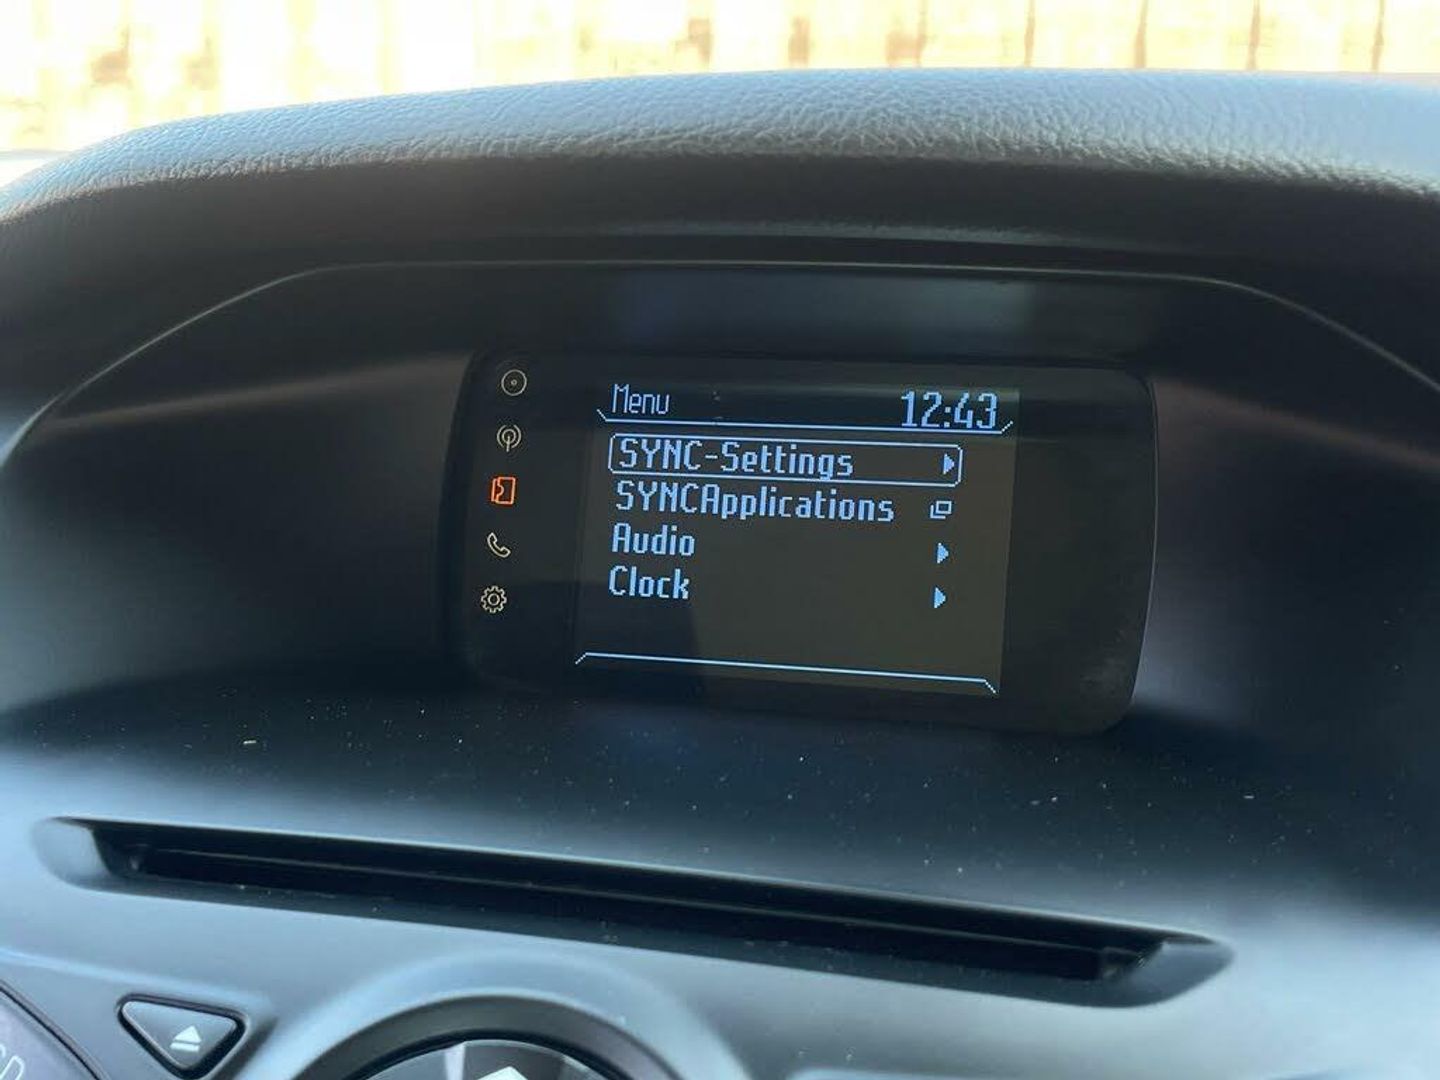 Menu 12:43
SYNC-Settings
SYNCApplications
Audio
Clock